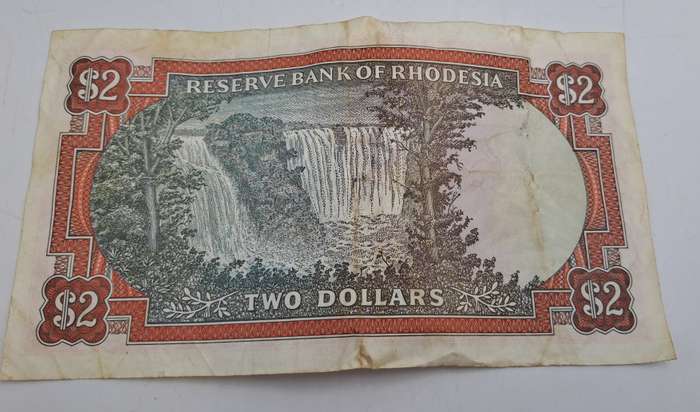 $2 $2
RESERVE BANK OF RHODESIA
TWO DOLLARS
$2 $2